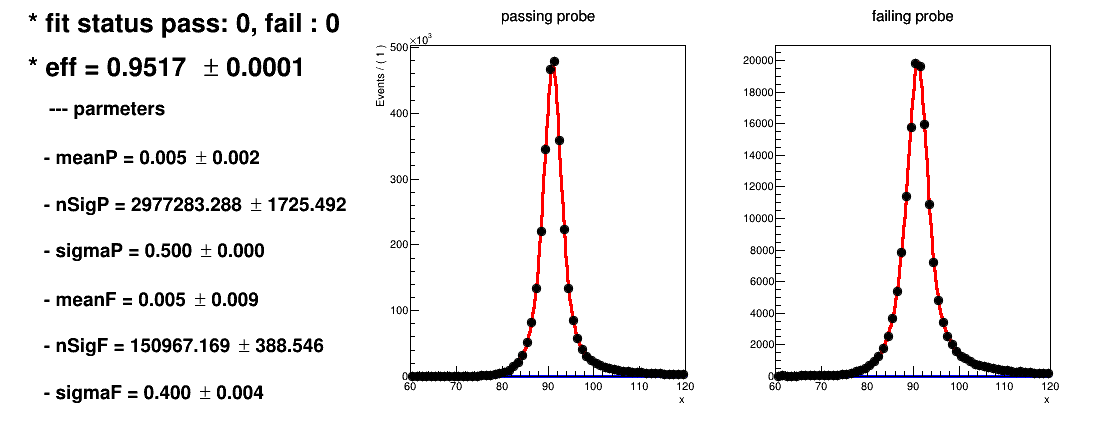 * fit status pass: 0, fail : 0
* eff = 0.9517 ± 0.0001
--- parmeters
- meanP = 0.005 ± 0.002
- nSigP = 2977283.288 ± 1725.492
- sigmaP = 0.500 ± 0.000
- meanF = 0.005 ± 0.009
- nSigF = 150967.169 ± 388.546
- sigmaF = 0.400 ± 0.004
passing probe
×10³
Events / ( 1 )
500
400
300
200
100
0
60 70 80 90 100 110 120
x
failing probe
20000
18000
16000
14000
12000
10000
8000
6000
4000
2000
0
60 70 80 90 100 110 120
x